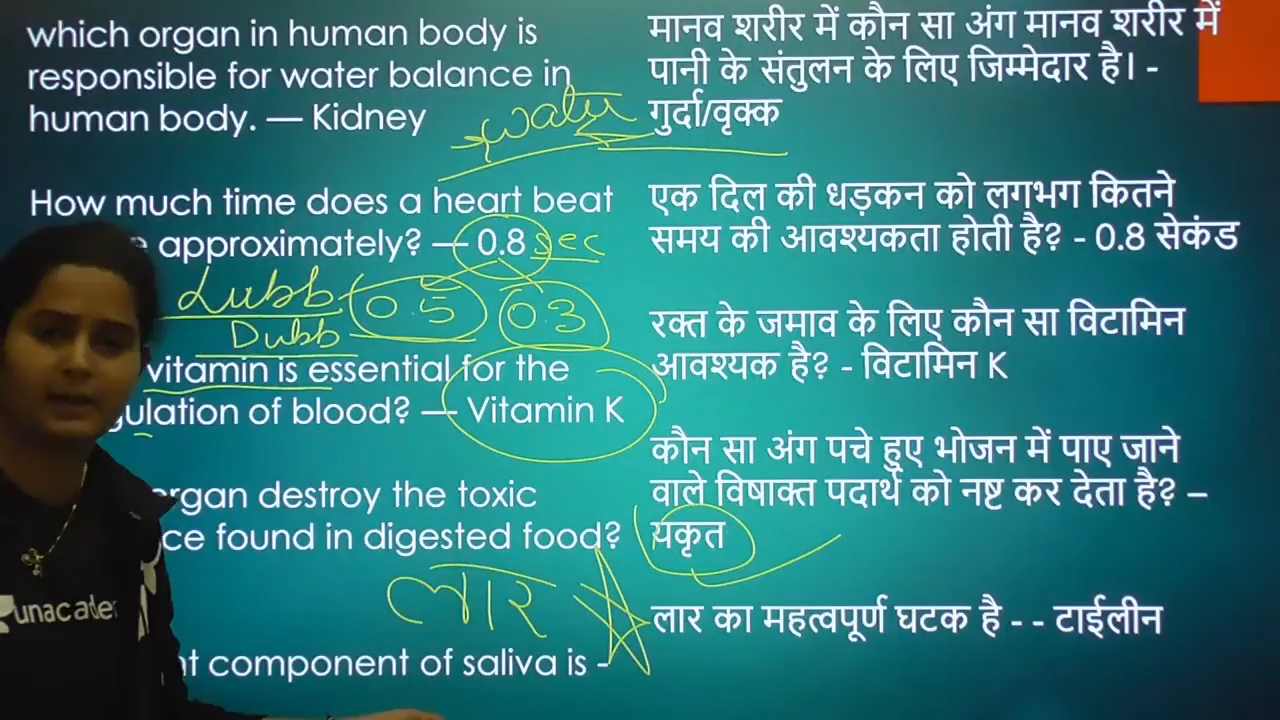 which organ in human body is
responsible for water balance in
human body. — Kidney
water
How much time does a heart beat
approximately? — 0.8 sec
Lubb 0.5 0.3
Dubb
vitamin is essential for the
gulation of blood? — Vitamin K
organ destroy the toxic
ce found in digested food?
लार
nt component of saliva is -
unacade
मानव शरीर में कौन सा अंग मानव शरीर में
पानी के संतुलन के लिए जिम्मेदार है। -
गुर्दा/वृक्क
एक दिल की धड़कन को लगभग कितने
समय की आवश्यकता होती है? - 0.8 सेकंड
रक्त के जमाव के लिए कौन सा विटामिन
आवश्यक है? - विटामिन K
कौन सा अंग पचे हुए भोजन में पाए जाने
वाले विषाक्त पदार्थ को नष्ट कर देता है? –
यकृत
लार का महत्वपूर्ण घटक है - - टाईलीन